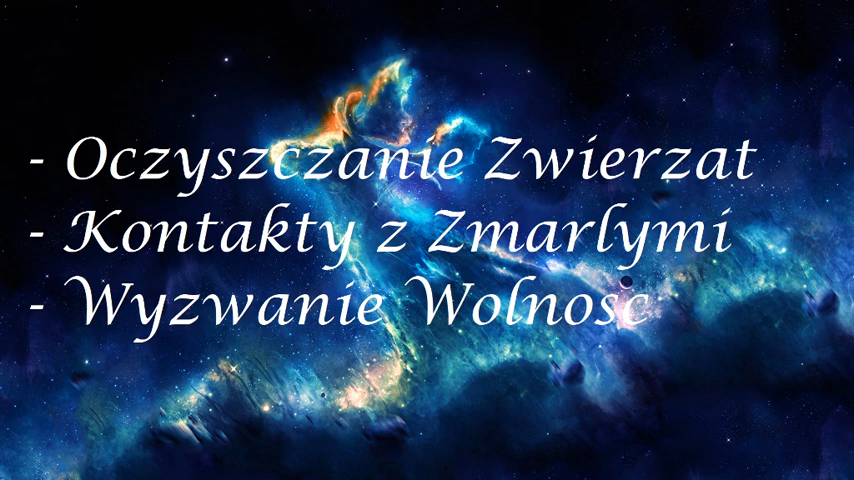 - Oczyszczanie Zwierzat
- Kontakty z Zmarlymi
- Wyzwanie Wolnosc